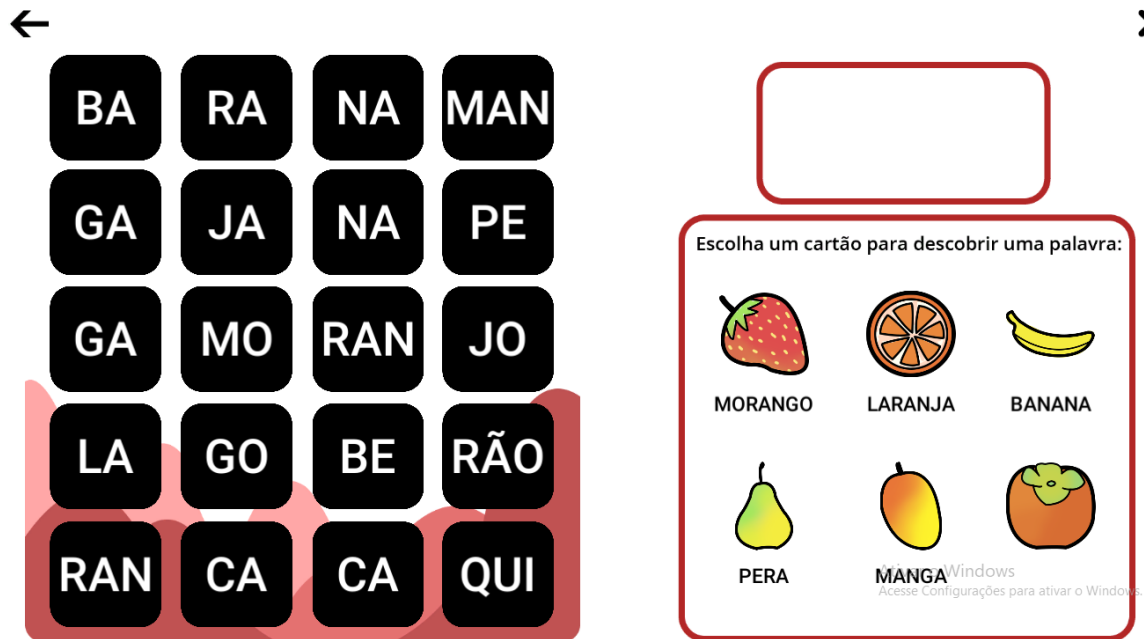 BA RA NA MAN
GA JA NA PE
GA MO RAN JO
LA GO BE RÃO
RAN CA CA QUI
Escolha um cartão para descobrir uma palavra:
MORANGO LARANJA BANANA
PERA MANGA
Ativar o Windows
Acesse Configurações para ativar o Windows.